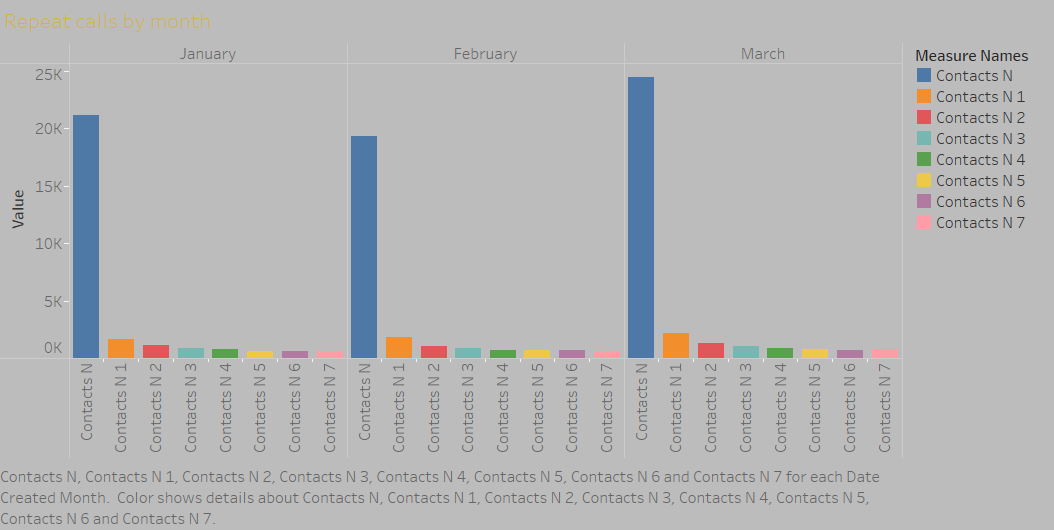 Repeat calls by month
January February March
Measure Names
Contacts N
Contacts N 1
Contacts N 2
Contacts N 3
Contacts N 4
Contacts N 5
Contacts N 6
Contacts N 7
25K
20K
15K
10K
5K
0K
Value
Contacts N
Contacts N 1
Contacts N 2
Contacts N 3
Contacts N 4
Contacts N 5
Contacts N 6
Contacts N 7
Contacts N
Contacts N 1
Contacts N 2
Contacts N 3
Contacts N 4
Contacts N 5
Contacts N 6
Contacts N 7
Contacts N
Contacts N 1
Contacts N 2
Contacts N 3
Contacts N 4
Contacts N 5
Contacts N 6
Contacts N 7
Contacts N, Contacts N 1, Contacts N 2, Contacts N 3, Contacts N 4, Contacts N 5, Contacts N 6 and Contacts N 7 for each Date
Created Month. Color shows details about Contacts N, Contacts N 1, Contacts N 2, Contacts N 3, Contacts N 4, Contacts N 5,
Contacts N 6 and Contacts N 7.